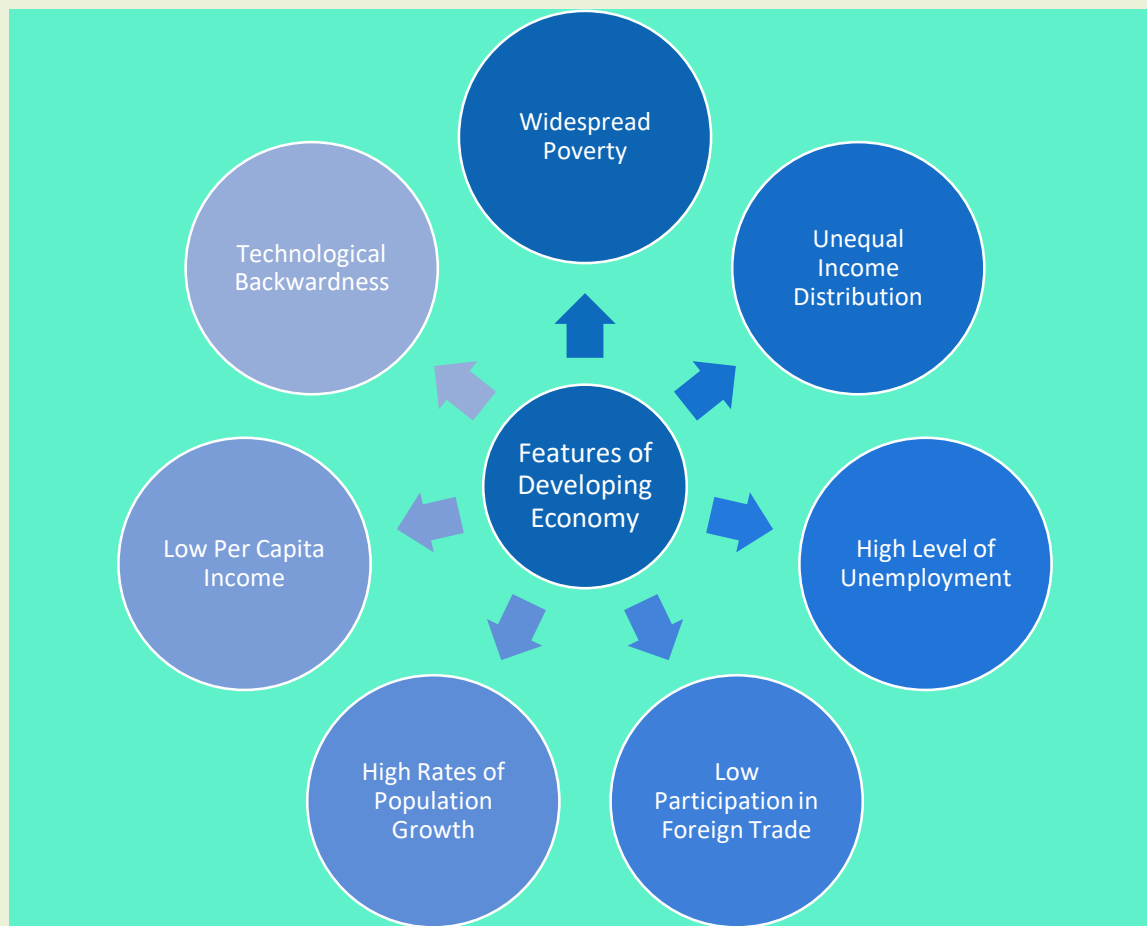 Widespread
Poverty
Unequal
Income
Distribution
High Level of
Unemployment
Low
Participation in
Foreign Trade
High Rates of
Population
Growth
Low Per Capita
Income
Technological
Backwardness
Features of
Developing
Economy